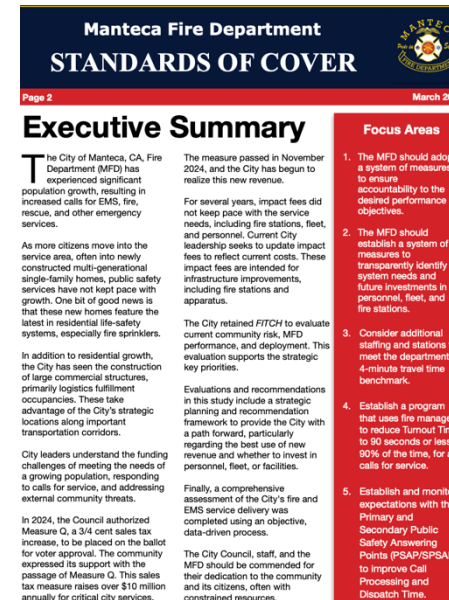 Manteca Fire Department
STANDARDS OF COVER
MANTECA
FIRE DEPARTMENT
Page 2
March 20
Executive Summary
The City of Manteca, CA, Fire
Department (MFD) has
experienced significant
population growth, resulting in
increased calls for EMS, fire,
rescue, and other emergency
services.
As more citizens move into the
service area, often into newly
constructed multi-generational
single-family homes, public safety
services have not kept pace with
growth. One bit of good news is
that these new homes feature the
latest in residential life-safety
systems, especially fire sprinklers.
In addition to residential growth,
the City has seen the construction
of large commercial structures,
primarily logistics fulfillment
occupancies. These take
advantage of the City's strategic
locations along important
transportation corridors.
City leaders understand the funding
challenges of meeting the needs of
a growing population, responding
to calls for service, and addressing
external community threats.
In 2024, the Council authorized
Measure Q, a 3/4 cent sales tax
increase, to be placed on the ballot
for voter approval. The community
expressed its support with the
passage of Measure Q. This sales
tax measure raises over $10 million
annually for critical city services.
The measure passed in November
2024, and the City has begun to
realize this new revenue.
For several years, impact fees did
not keep pace with the service
needs, including fire stations, fleet,
and personnel. Current City
leadership seeks to update impact
fees to reflect current costs. These
impact fees are intended for
infrastructure improvements,
including fire stations and
apparatus.
The City retained FITCH to evaluate
current community risk, MFD
performance, and deployment. This
evaluation supports the strategic
key priorities.
Evaluations and recommendations
in this study include a strategic
planning and recommendation
framework to provide the City with
a path forward, particularly
regarding the best use of new
revenue and whether to invest in
personnel, fleet, or facilities.
Finally, a comprehensive
assessment of the City's fire and
EMS service delivery was
completed using an objective,
data-driven process.
The City Council, staff, and the
MFD should be commended for
their dedication to the community
and its citizens, often with
constrained resources.
Focus Areas
1. The MFD should adop
a system of measures
to ensure
accountability to the
desired performance
objectives.
2. The MFD should
establish a system of
measures to
transparently identify
system needs and
future investments in
personnel, fleet, and
fire stations.
3. Consider additional
staffing and stations
meet the department
4-minute travel time
benchmark.
4. Establish a program
that uses fire manage
to reduce Turnout Tim
to 90 seconds or less
90% of the time, for a
calls for service.
5. Establish and monito
expectations with th
Primary and
Secondary Public
Safety Answering
Points (PSAP/SPSA
to improve Call
Processing and
Dispatch Time.